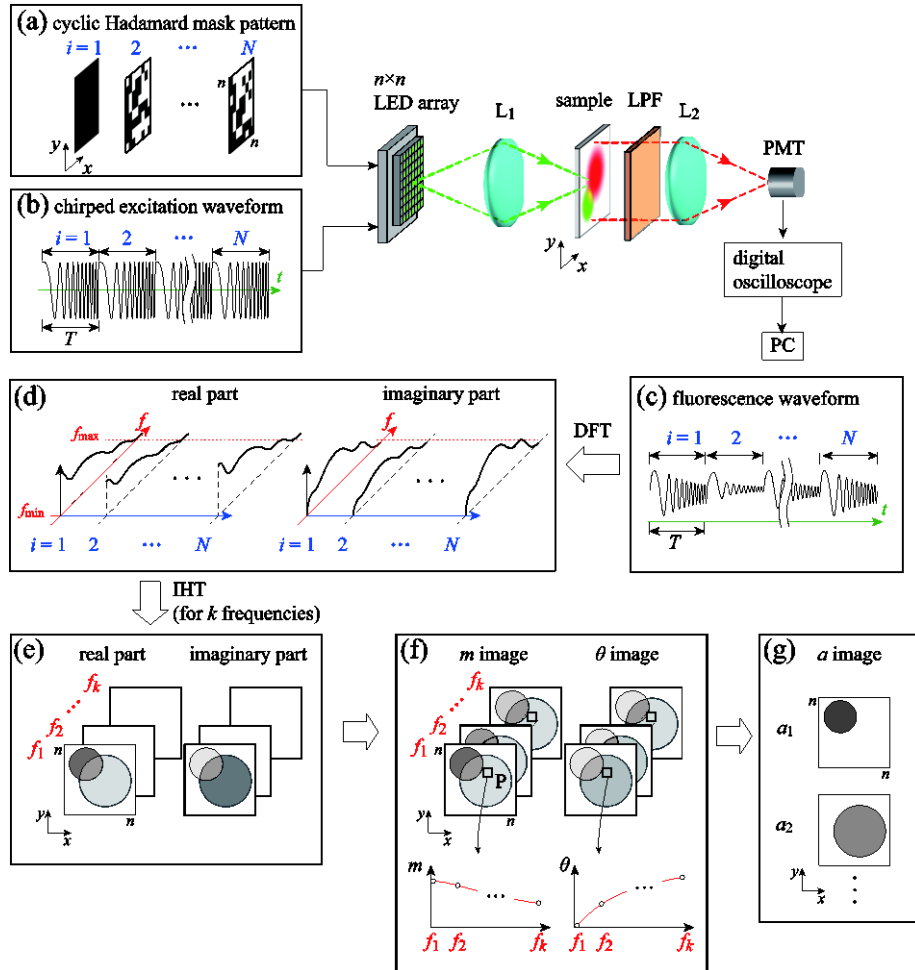 (a) cyclic Hadamard mask pattern
i = 1 2 ... N
n
n
y
x
(b) chirped excitation waveform
i = 1 2 ... N
t
T
n×n
LED array
L1
sample
LPF
L2
PMT
y
x
digital
oscilloscope
PC
(c) fluorescence waveform
i = 1 2 ... N
t
T
DFT
(d) real part imaginary part
fmax
f
f
...
...
fmin
i = 1 2 ... N i = 1 2 ... N
IHT
(for k frequencies)
(e) real part imaginary part
fk
...
f2
f1
n
n
y
x
(f) m image θ image
fk
...
f2
f1
n
P
n
y
x
m
...
f1 f2 fk
θ
...
f1 f2 fk
(g) a image
n
a1
n
a2
y
x
...